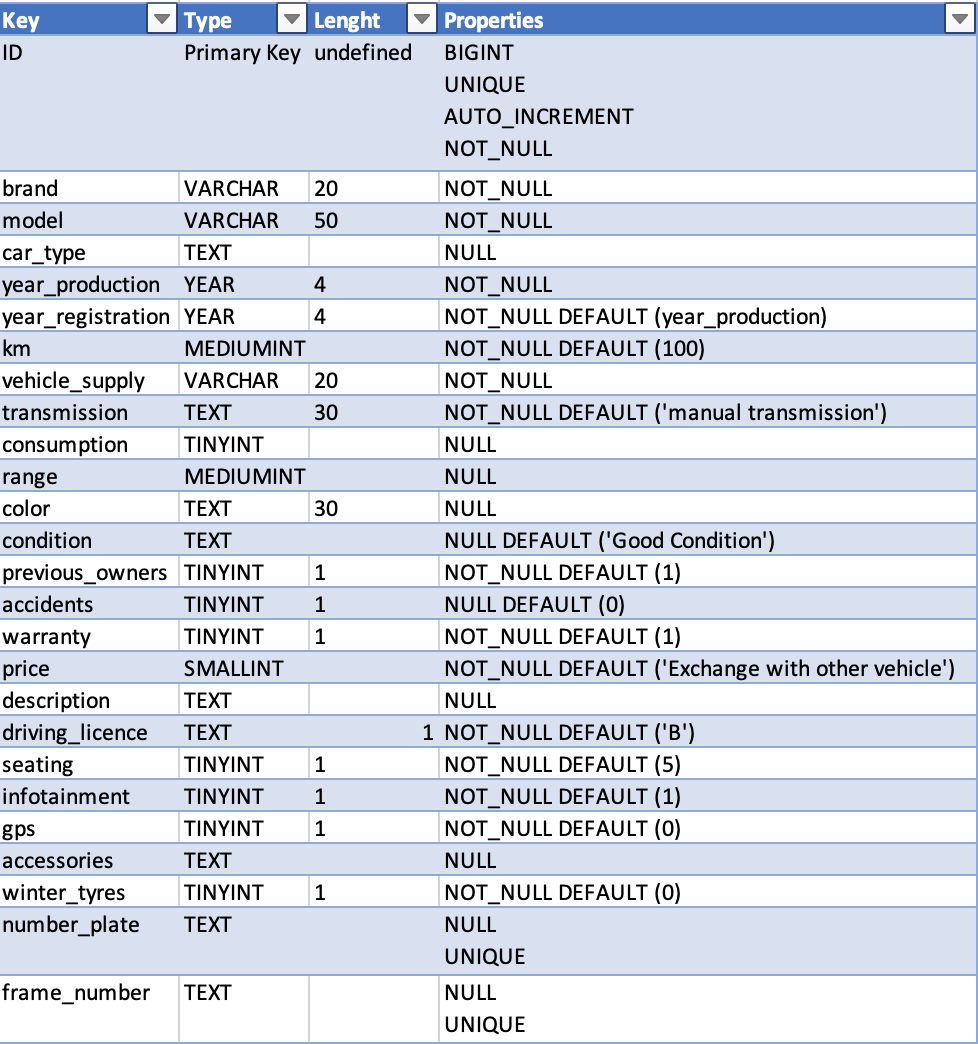 Key Type Lenght Properties
ID Primary Key undefined BIGINT
UNIQUE
AUTO_INCREMENT
NOT_NULL
brand VARCHAR 20 NOT_NULL
model VARCHAR 50 NOT_NULL
car_type TEXT NULL
year_production YEAR 4 NOT_NULL
year_registration YEAR 4 NOT_NULL DEFAULT (year_production)
km MEDIUMINT NOT_NULL DEFAULT (100)
vehicle_supply VARCHAR 20 NOT_NULL
transmission TEXT 30 NOT_NULL DEFAULT ('manual transmission')
consumption TINYINT NULL
range MEDIUMINT NULL
color TEXT 30 NULL
condition TEXT NULL DEFAULT ('Good Condition')
previous_owners TINYINT 1 NOT_NULL DEFAULT (1)
accidents TINYINT 1 NULL DEFAULT (0)
warranty TINYINT 1 NOT_NULL DEFAULT (1)
price SMALLINT NOT_NULL DEFAULT ('Exchange with other vehicle')
description TEXT NULL
driving_licence TEXT 1 NOT_NULL DEFAULT ('B')
seating TINYINT 1 NOT_NULL DEFAULT (5)
infotainment TINYINT 1 NOT_NULL DEFAULT (1)
gps TINYINT 1 NOT_NULL DEFAULT (0)
accessories TEXT NULL
winter_tyres TINYINT 1 NOT_NULL DEFAULT (0)
number_plate TEXT NULL
UNIQUE
frame_number TEXT NULL
UNIQUE